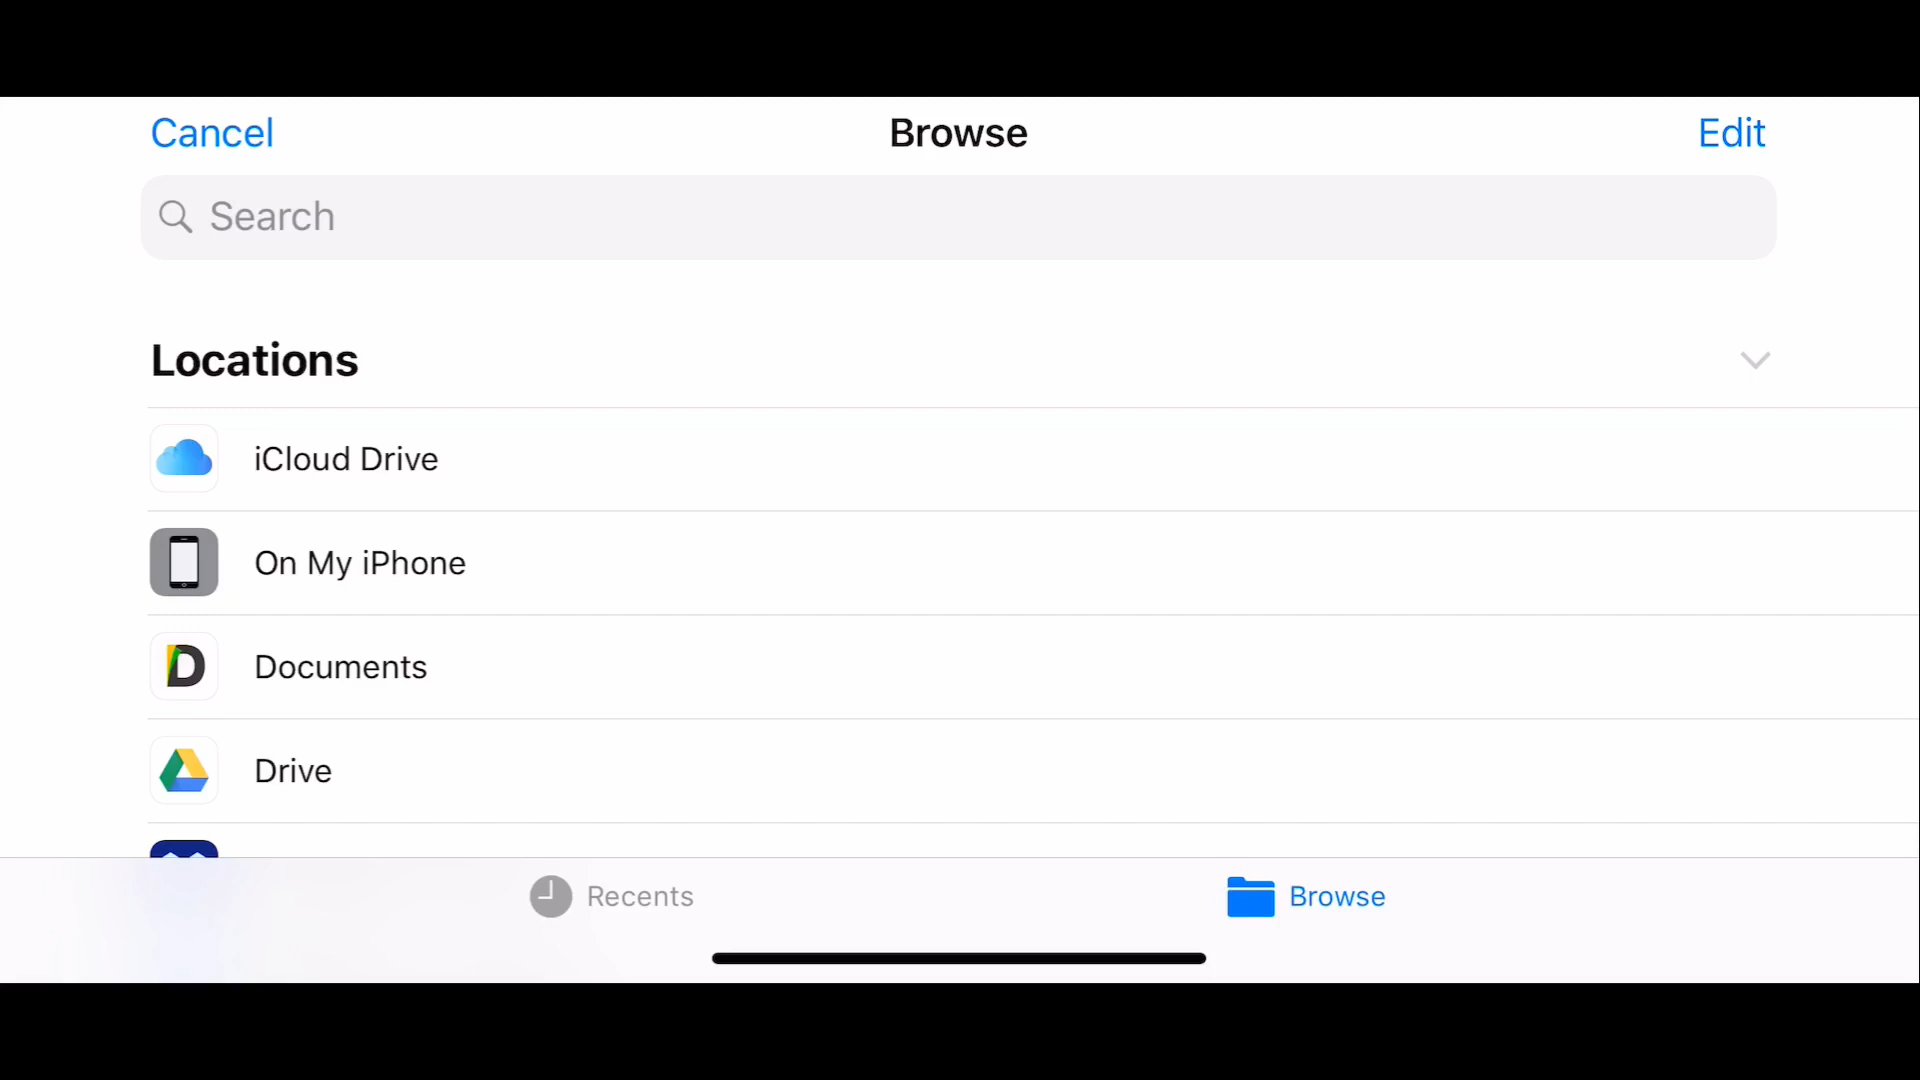 Cancel
Browse
Edit
Search
Locations
iCloud Drive
On My iPhone
Documents
Drive
Recents
Browse